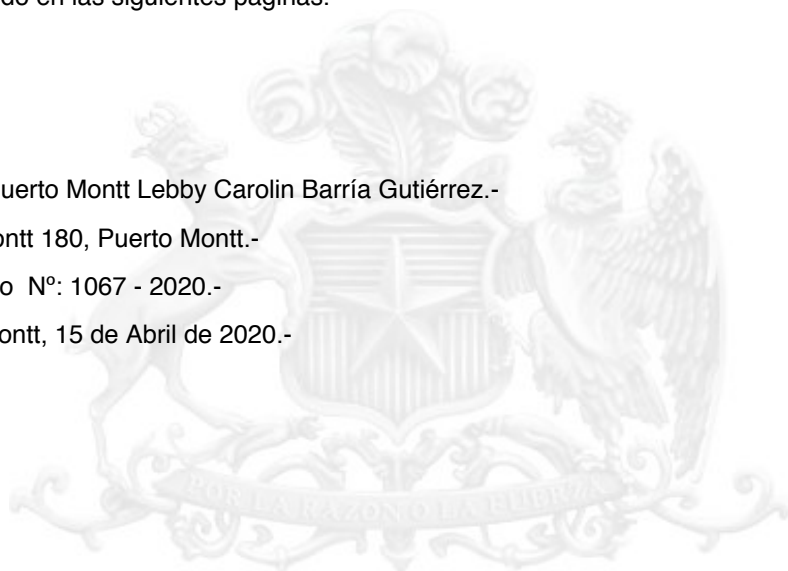 do en las siguientes páginas.
uerto Montt Lebby Carolin Barría Gutiérrez.-
ontt 180, Puerto Montt.-
o Nº: 1067 - 2020.-
ontt, 15 de Abril de 2020.-
POR LA RAZON O LA FUERZA